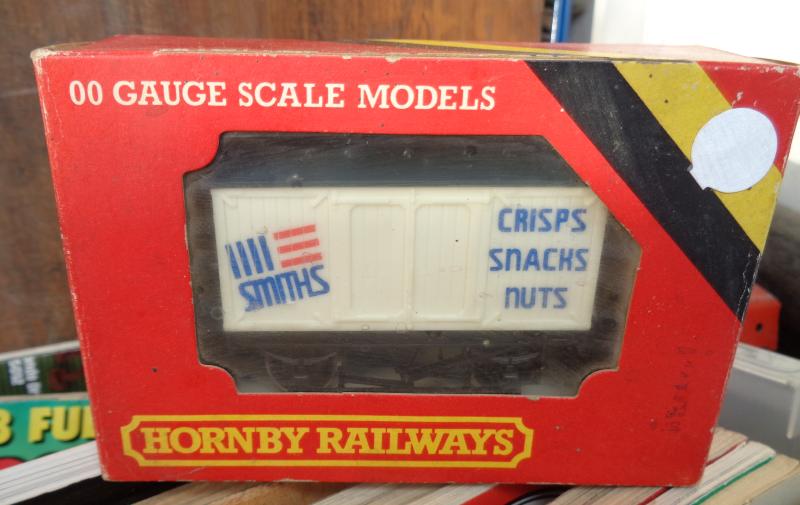 00 GAUGE SCALE MODELS
SMITHS
CRISPS
SNACKS
NUTS
HORNBY RAILWAYS